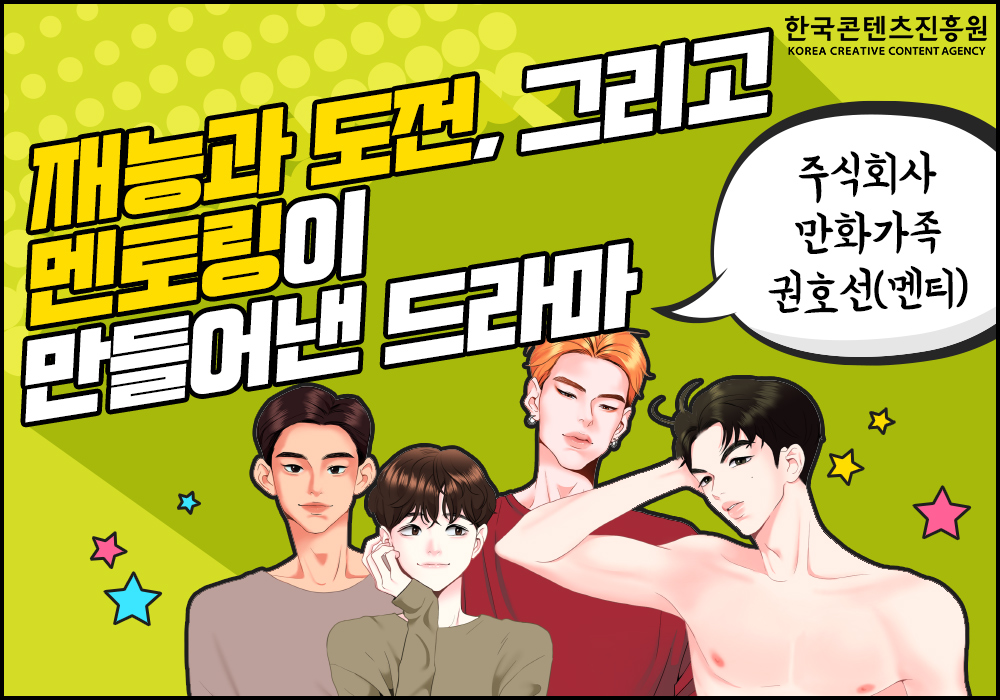 한국콘텐츠진흥원
KOREA CREATIVE CONTENT AGENCY
재능과 도전, 그리고
멘토링이
만들어낸 드라마
주식회사
만화가족
권호선(멘티)